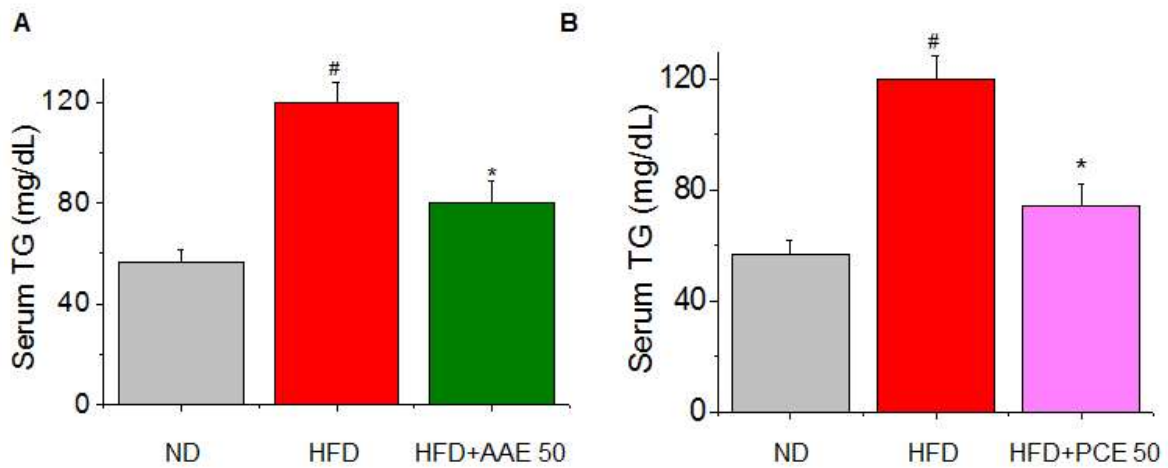 A
Serum TG (mg/dL)
120
80
40
0
#
*
ND HFD HFD+AAE 50
B
Serum TG (mg/dL)
120
80
40
0
#
*
ND HFD HFD+PCE 50